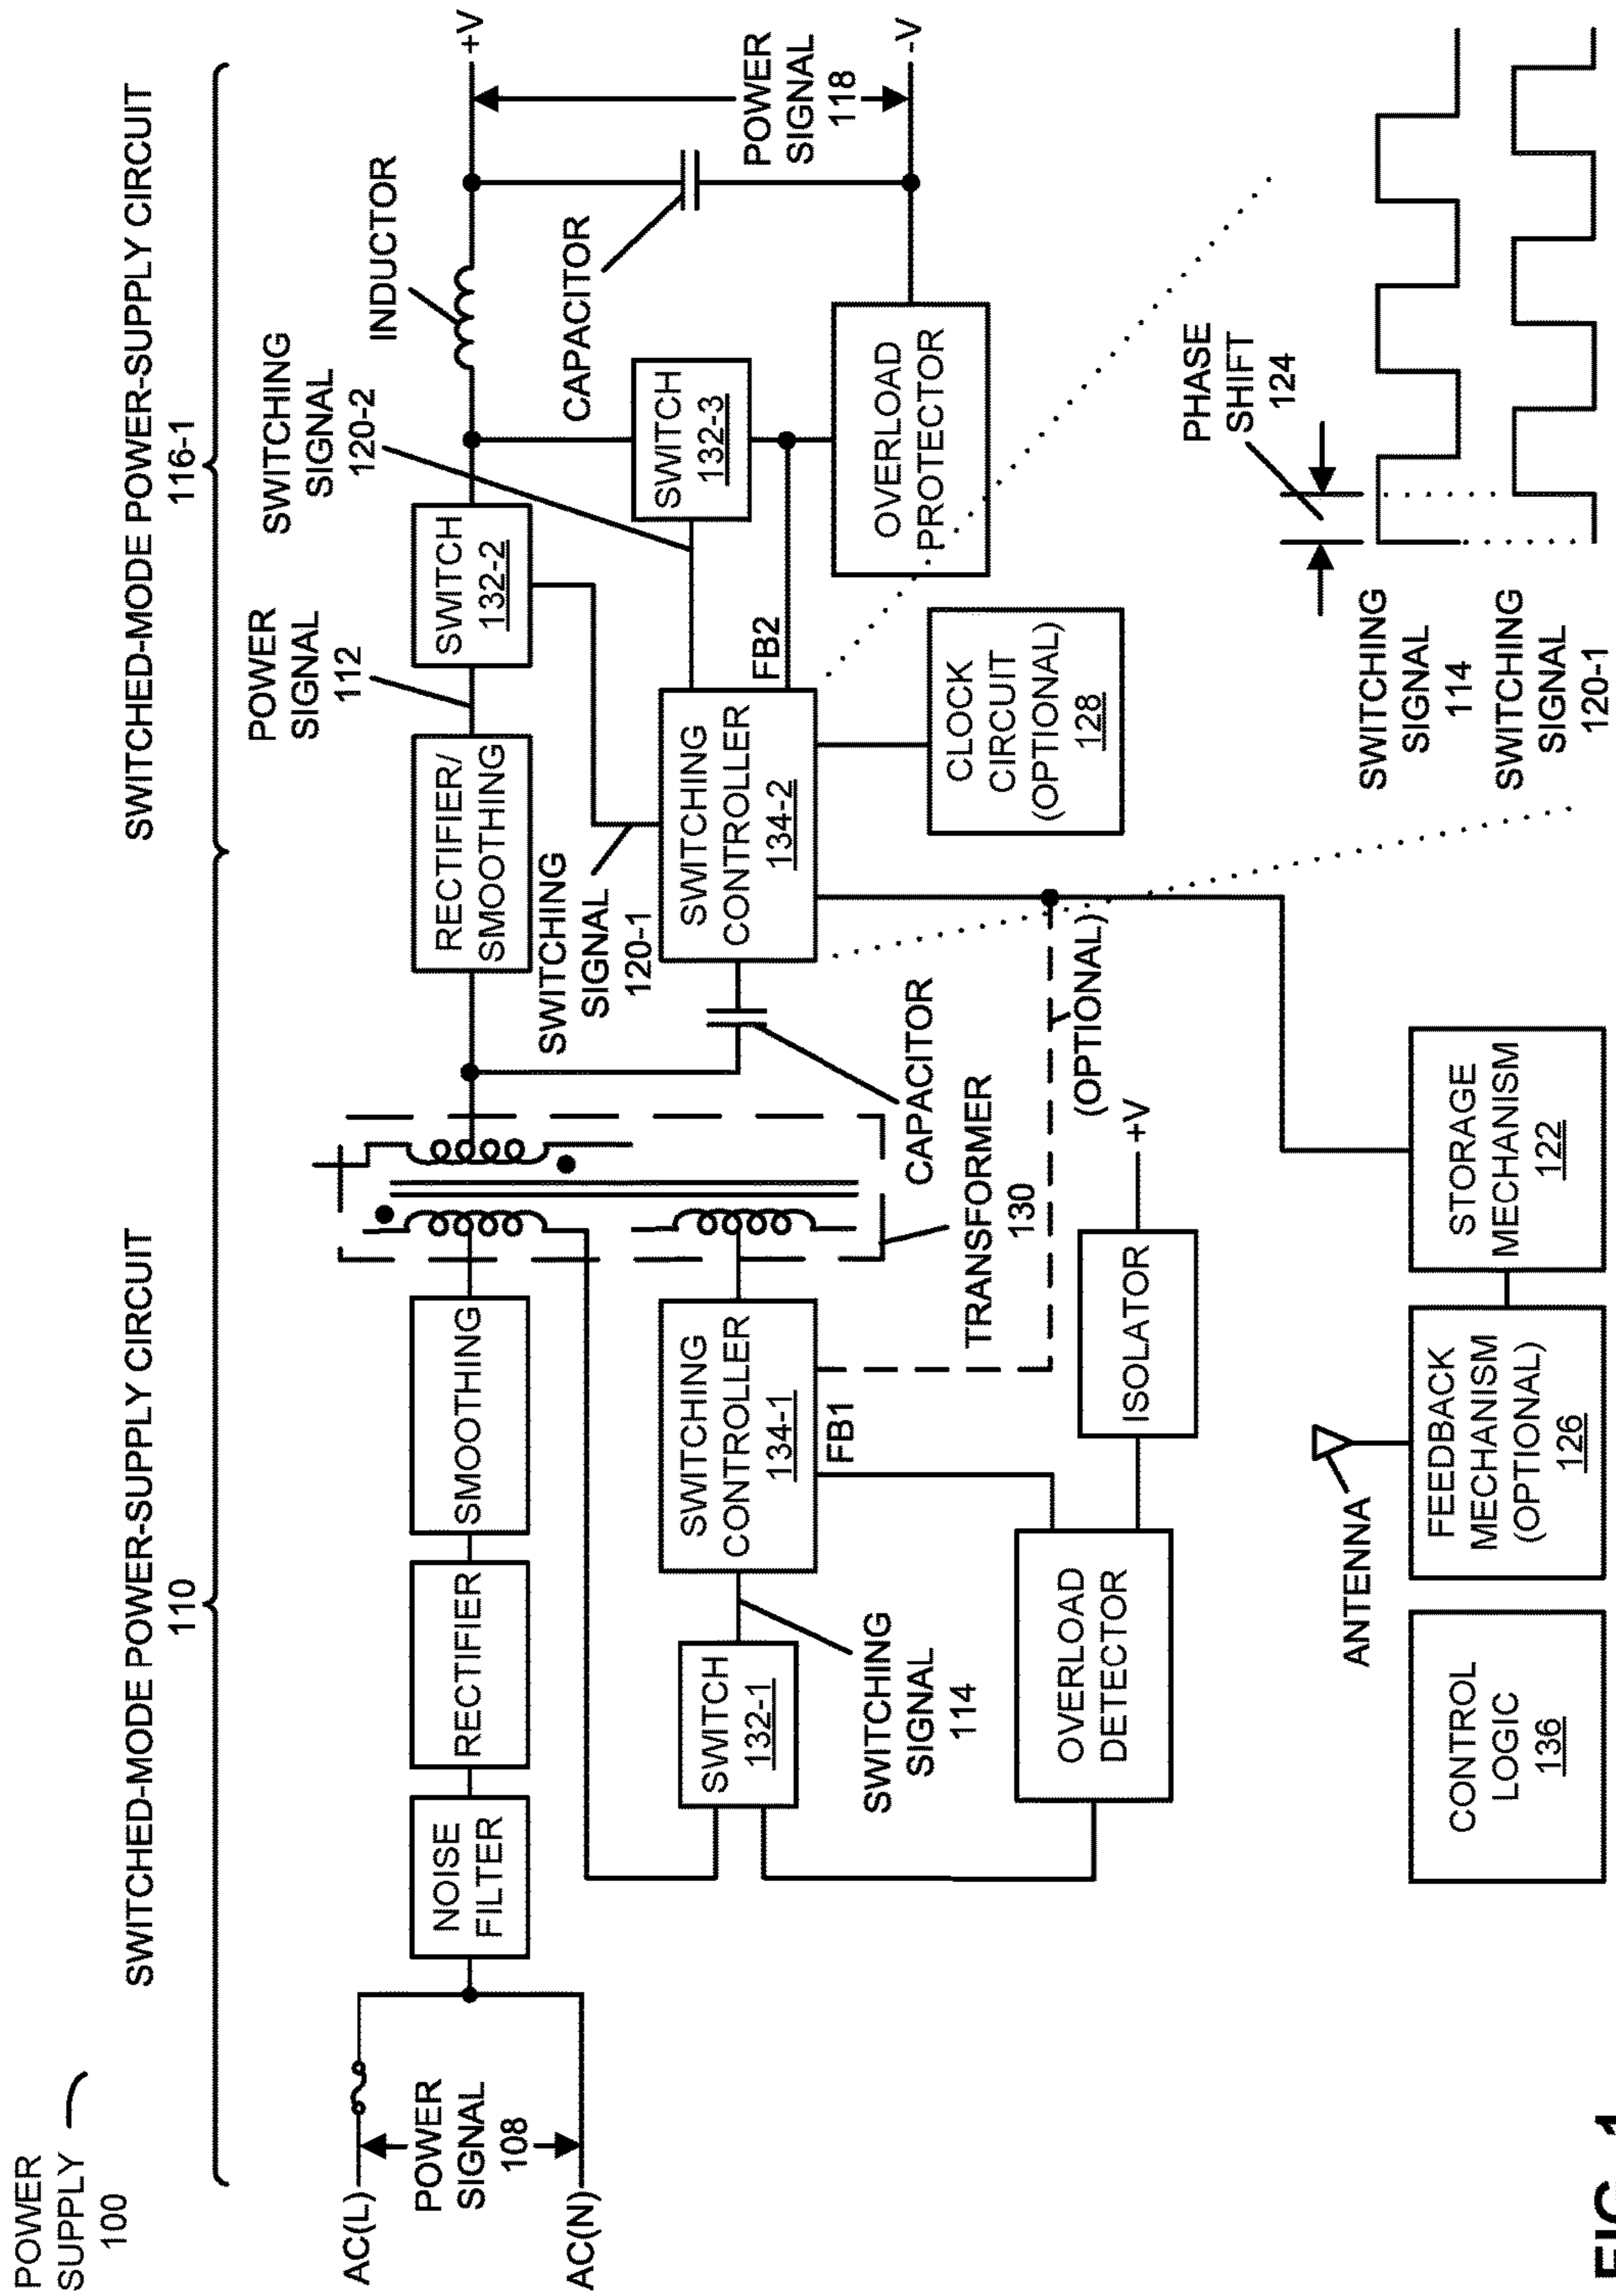 POWER
SUPPLY
100
SWITCHED-MODE POWER-SUPPLY CIRCUIT
110
SWITCHED-MODE POWER-SUPPLY CIRCUIT
116-1
AC(L)
POWER
SIGNAL
108
AC(N)
NOISE
FILTER
RECTIFIER
SMOOTHING
RECTIFIER/
SMOOTHING
POWER
SIGNAL
112
SWITCH
132-2
SWITCHING
SIGNAL
120-2
INDUCTOR
+V
CAPACITOR
POWER
SIGNAL
118
-V
SWITCH
132-1
SWITCHING
SIGNAL
114
SWITCHING
CONTROLLER
134-1
FB1
TRANSFORMER
130
CAPACITOR
SWITCHING
SIGNAL
120-1
SWITCHING
CONTROLLER
134-2
FB2
SWITCH
132-3
OVERLOAD
PROTECTOR
OVERLOAD
DETECTOR
ISOLATOR
+V
(OPTIONAL)
CLOCK
CIRCUIT
(OPTIONAL)
128
CONTROL
LOGIC
136
ANTENNA
FEEDBACK
MECHANISM
(OPTIONAL)
126
STORAGE
MECHANISM
122
PHASE
SHIFT
124
SWITCHING
SIGNAL
114
SWITCHING
SIGNAL
120-1
FIG. 1